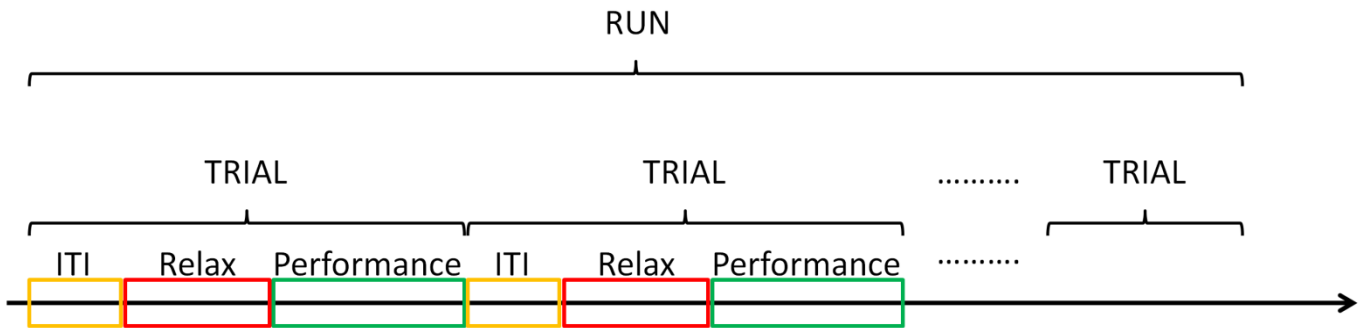 RUN
TRIAL TRIAL .......... TRIAL
ITI Relax Performance ITI Relax Performance ..........